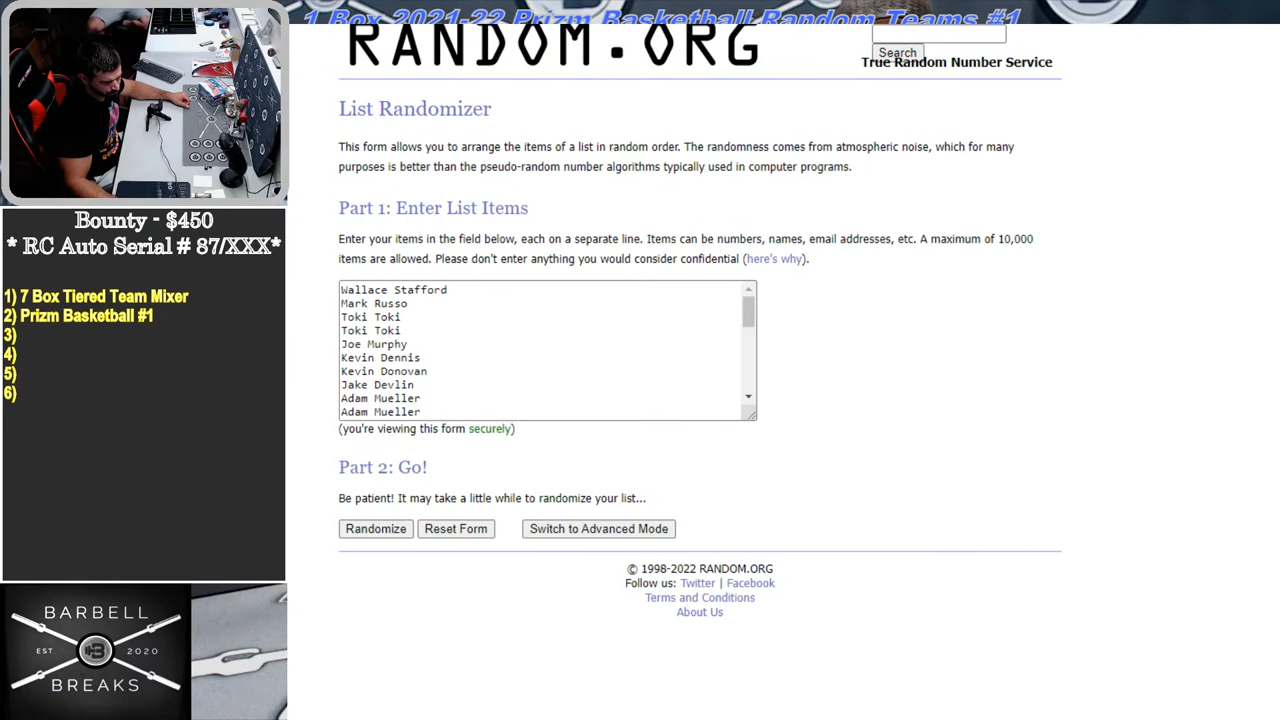 1 Box 2021-22 Prizm Basketball Random Teams #1
RANDOM.ORG
Search
True Random Number Service
List Randomizer
This form allows you to arrange the items of a list in random order. The randomness comes from atmospheric noise, which for many
purposes is better than the pseudo-random number algorithms typically used in computer programs.
Part 1: Enter List Items
Enter your items in the field below, each on a separate line. Items can be numbers, names, email addresses, etc. A maximum of 10,000
items are allowed. Please don't enter anything you would consider confidential (here's why).
Wallace Stafford
Mark Russo
Toki Toki
Toki Toki
Joe Murphy
Kevin Dennis
Kevin Donovan
Jake Devlin
Adam Mueller
Adam Mueller
(you're viewing this form securely)
Part 2: Go!
Be patient! It may take a little while to randomize your list...
Randomize
Reset Form
Switch to Advanced Mode
© 1998-2022 RANDOM.ORG
Follow us: Twitter | Facebook
Terms and Conditions
About Us
Bounty - $450
* RC Auto Serial # 87/XXX*
1) 7 Box Tiered Team Mixer
2) Prizm Basketball #1
3)
4)
5)
6)
BARBELL
EST. B 2020
BREAKS